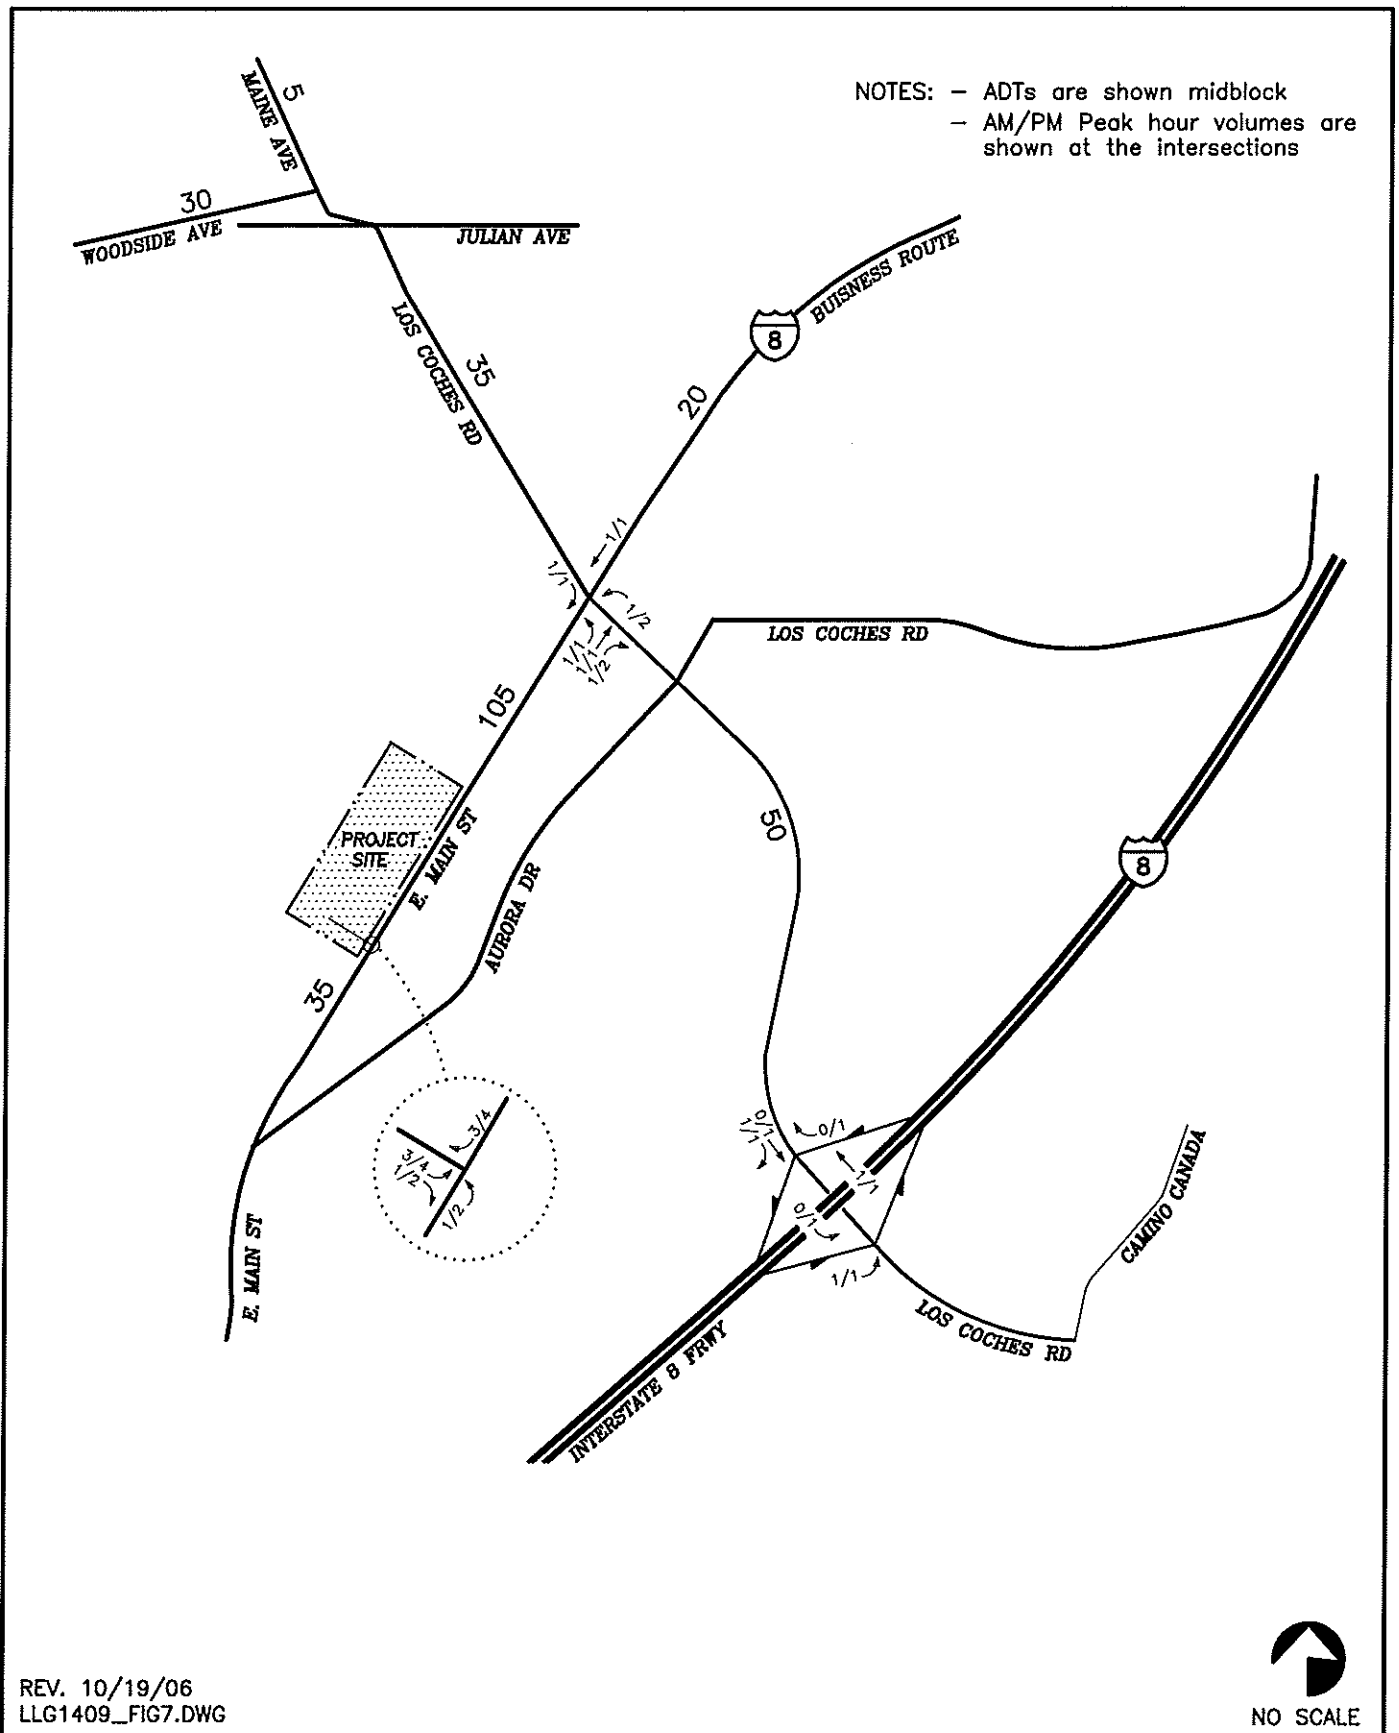 NOTES: – ADTs are shown midblock
– AM/PM Peak hour volumes are
shown at the intersections
5
MAINE AVE
30
WOODSIDE AVE
JULIAN AVE
BUISNESS ROUTE
8
LOS COCHES RD
35
20
1/1
1/1
1/2
1/1
1/1
1/2
LOS COCHES RD
105
PROJECT
SITE
E. MAIN ST
50
8
AURORA DR
35
3/4
3/4
1/2
1/2
0/1
1/1
0/1
1/1
0/1
1/1
CAMINO CANADA
E. MAIN ST
LOS COCHES RD
INTERSTATE 8 FRWY
REV. 10/19/06
LLG1409_FIG7.DWG
NO SCALE